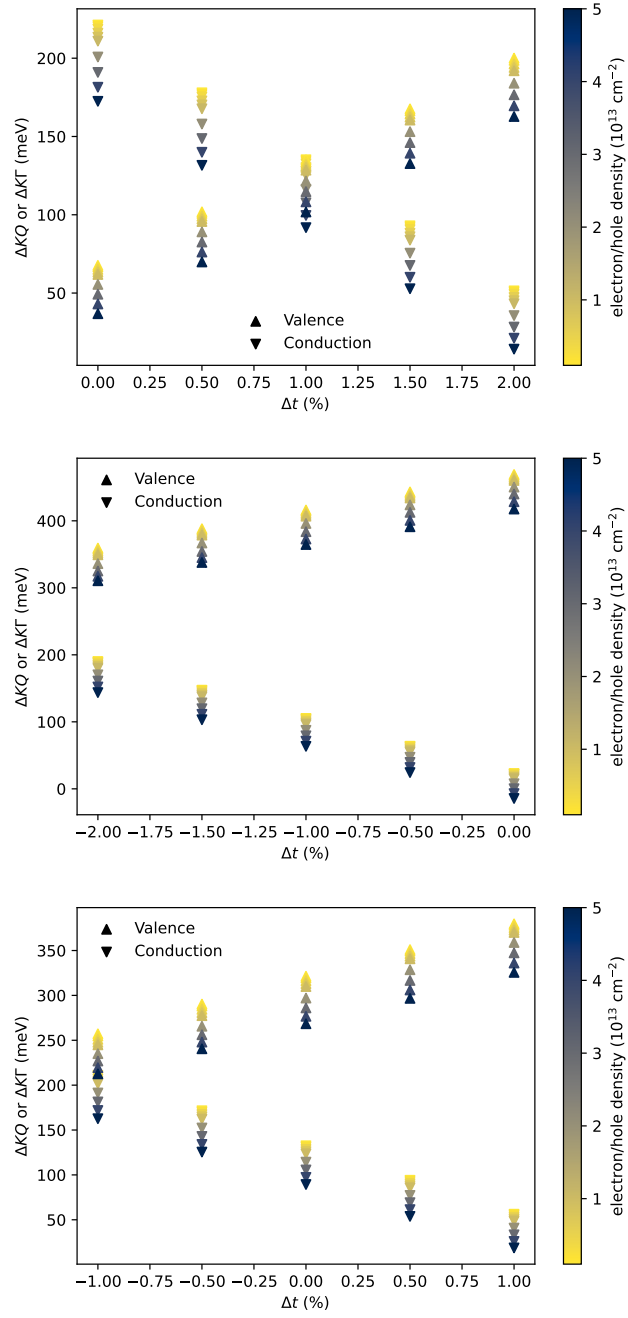 200
150
100
50
ΔKQ or ΔKT (meV)
Valence
Conduction
0.00 0.25 0.50 0.75 1.00 1.25 1.50 1.75 2.00
Δt (%)
5
4
3
2
1
electron/hole density (10¹³ cm⁻²)
400
300
200
100
0
ΔKQ or ΔKT (meV)
Valence
Conduction
−2.00 −1.75 −1.50 −1.25 −1.00 −0.75 −0.50 −0.25 0.00
Δt (%)
5
4
3
2
1
electron/hole density (10¹³ cm⁻²)
350
300
250
200
150
100
50
ΔKQ or ΔKT (meV)
Valence
Conduction
−1.00 −0.75 −0.50 −0.25 0.00 0.25 0.50 0.75 1.00
Δt (%)
5
4
3
2
1
electron/hole density (10¹³ cm⁻²)